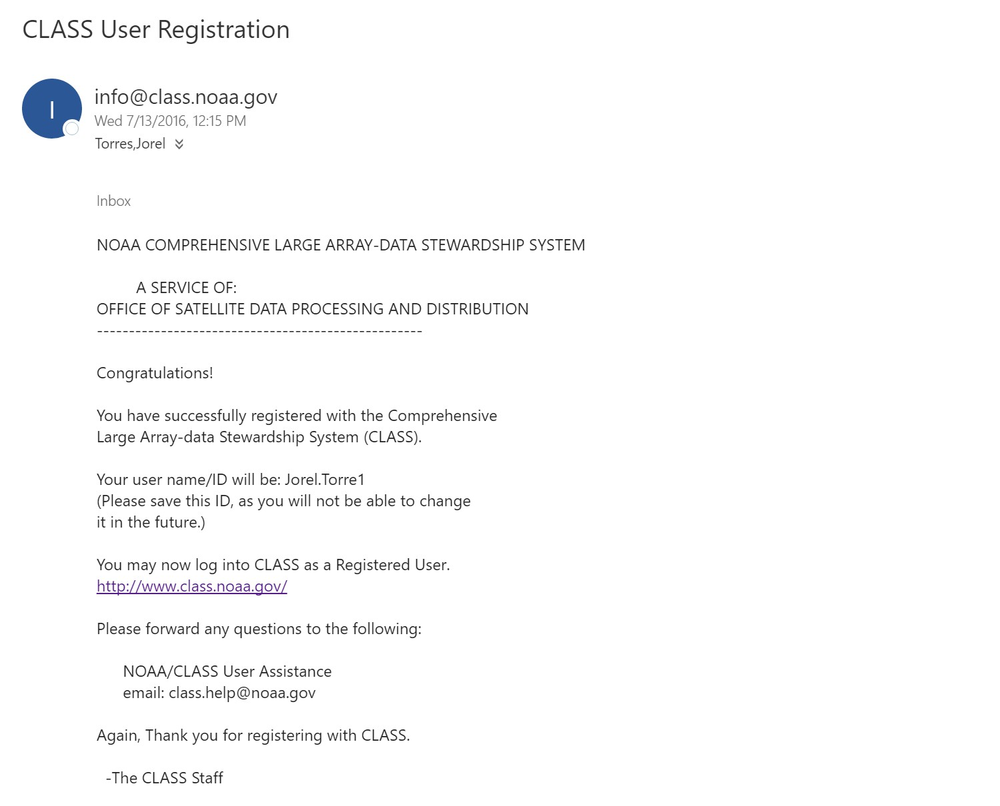 CLASS User Registration
I
info@class.noaa.gov
Wed 7/13/2016, 12:15 PM
Torres,Jorel
Inbox
NOAA COMPREHENSIVE LARGE ARRAY-DATA STEWARDSHIP SYSTEM
A SERVICE OF:
OFFICE OF SATELLITE DATA PROCESSING AND DISTRIBUTION
---------------------------------------------------
Congratulations!
You have successfully registered with the Comprehensive
Large Array-data Stewardship System (CLASS).
Your user name/ID will be: Jorel.Torre1
(Please save this ID, as you will not be able to change
it in the future.)
You may now log into CLASS as a Registered User.
http://www.class.noaa.gov/
Please forward any questions to the following:
NOAA/CLASS User Assistance
email: class.help@noaa.gov
Again, Thank you for registering with CLASS.
-The CLASS Staff